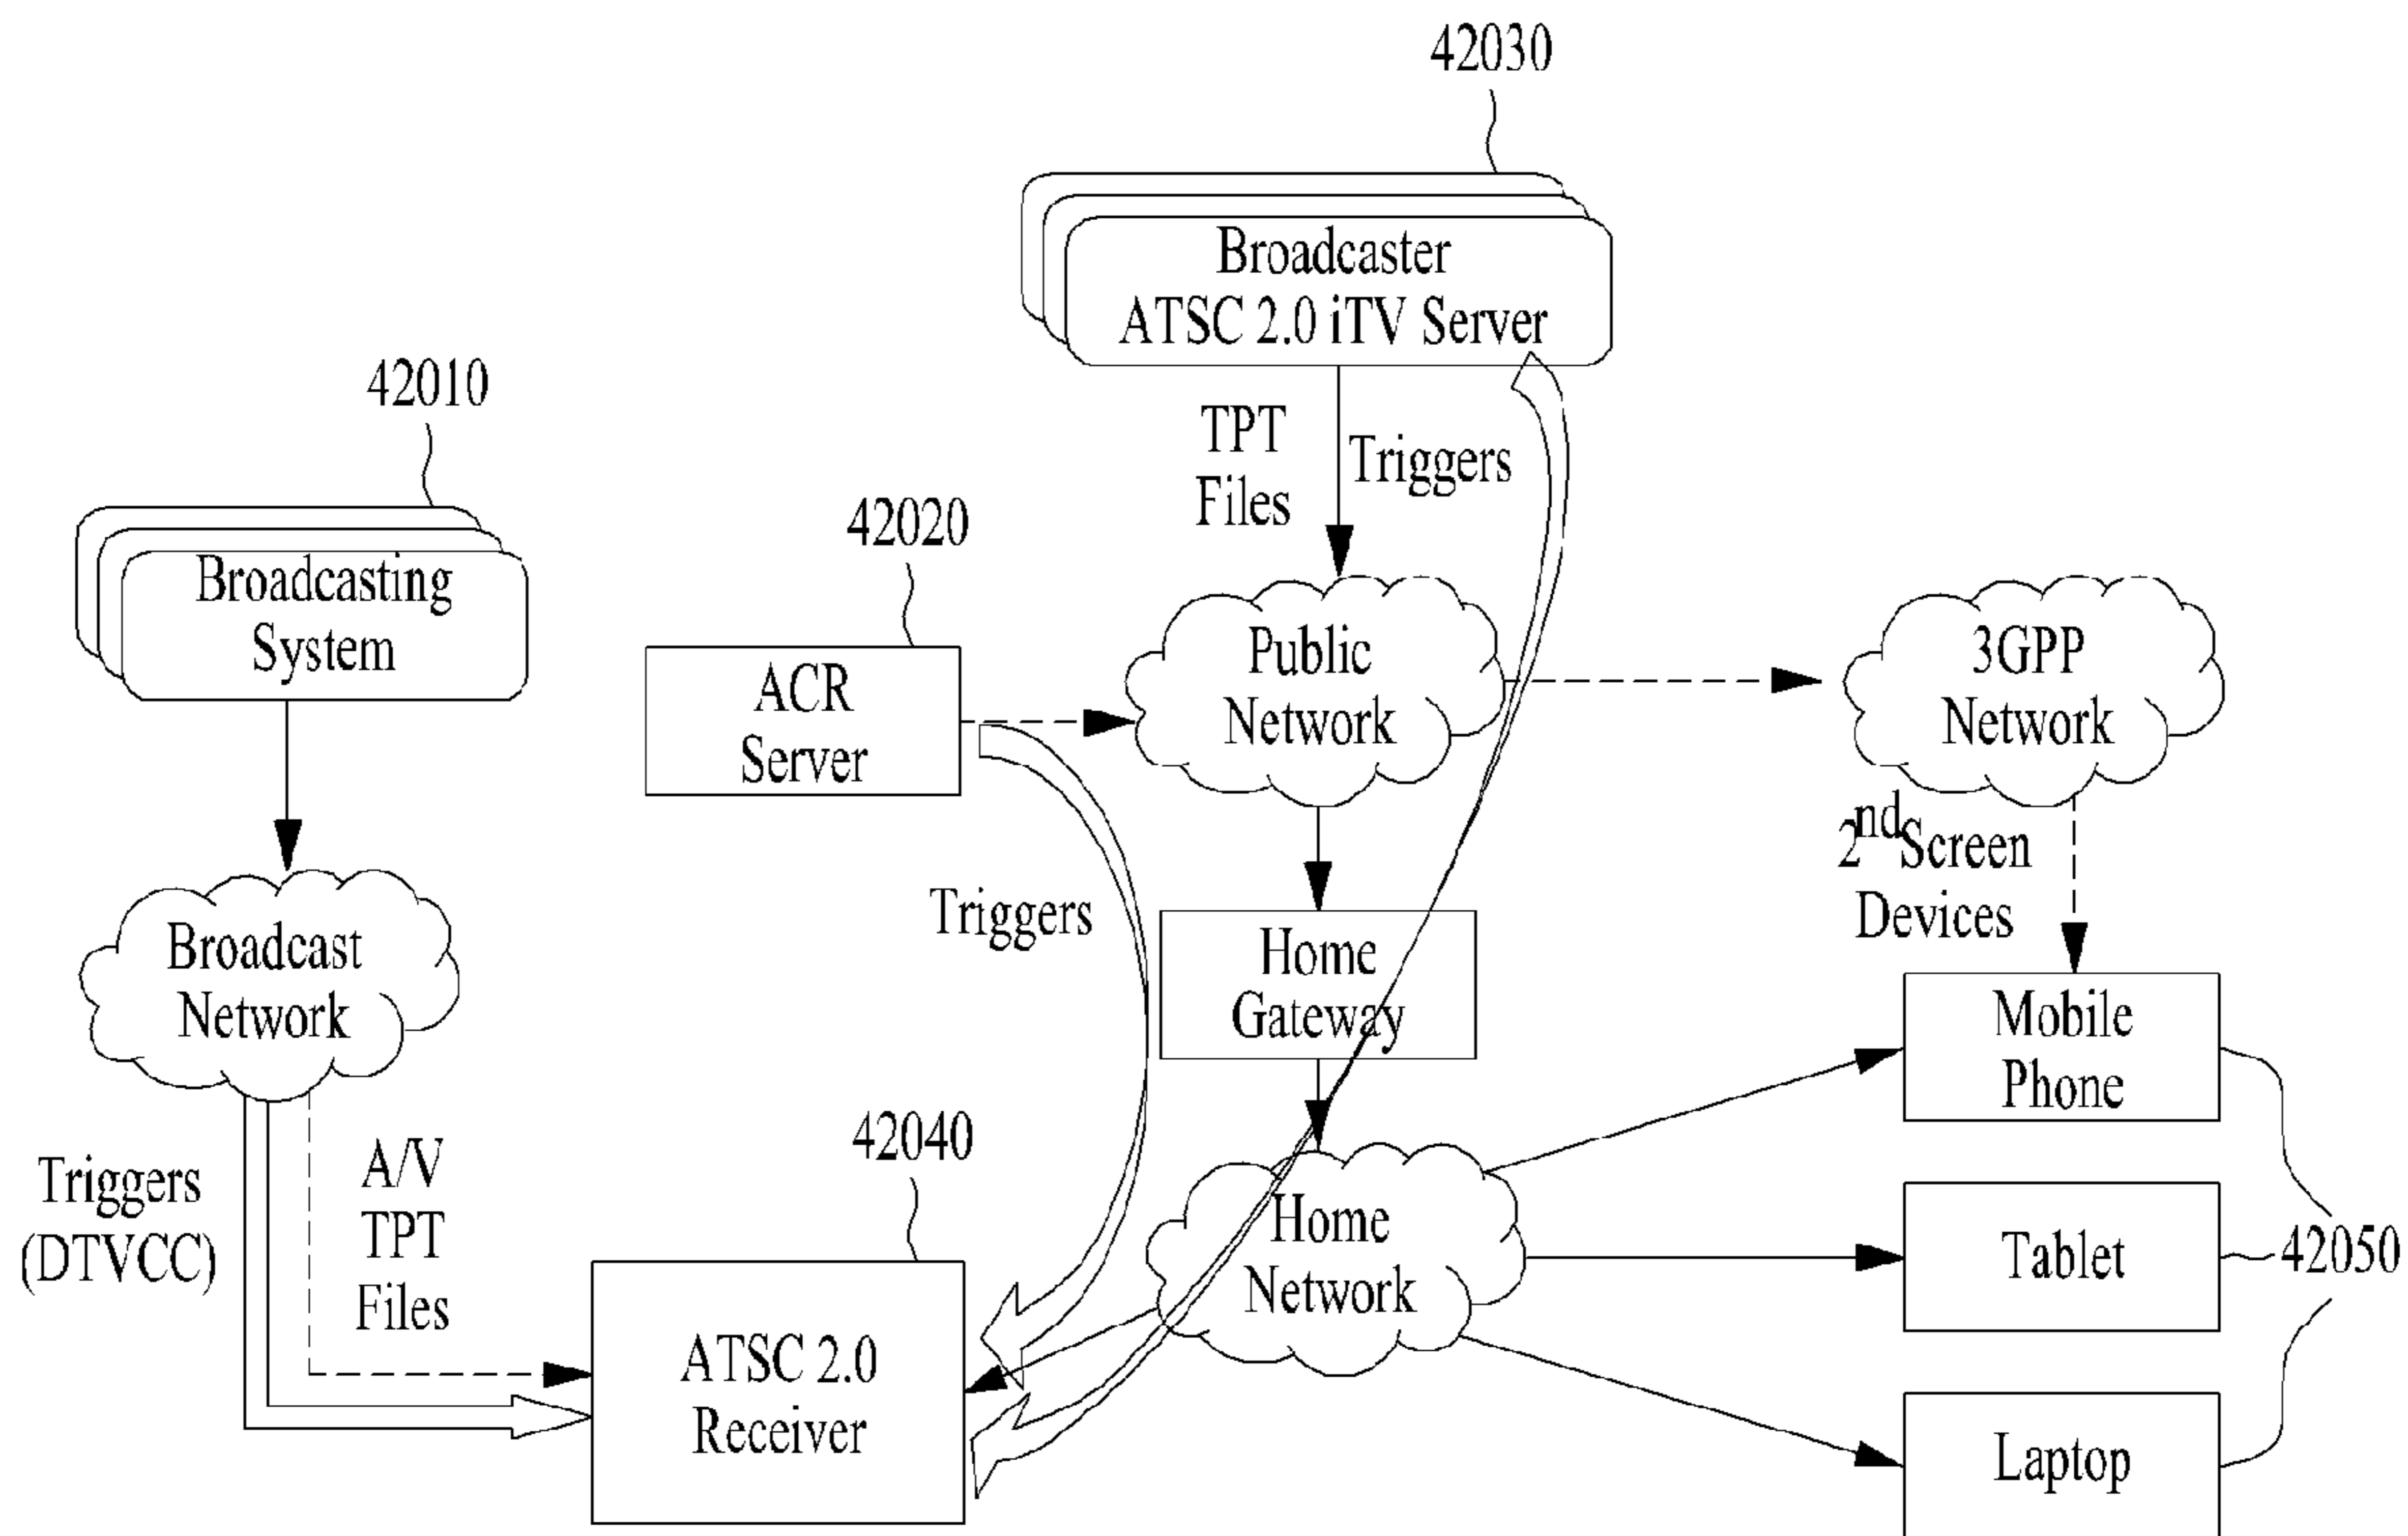 42030
Broadcaster
ATSC 2.0 iTV Server
42010
TPT
Files
Triggers
42020
Broadcasting
System
ACR
Server
Public
Network
3GPP
Network
2nd Screen
Devices
Triggers
Broadcast
Network
Home
Gateway
Mobile
Phone
42040
Triggers
(DTVCC)
A/V
TPT
Files
Home
Network
Tablet
42050
ATSC 2.0
Receiver
Laptop